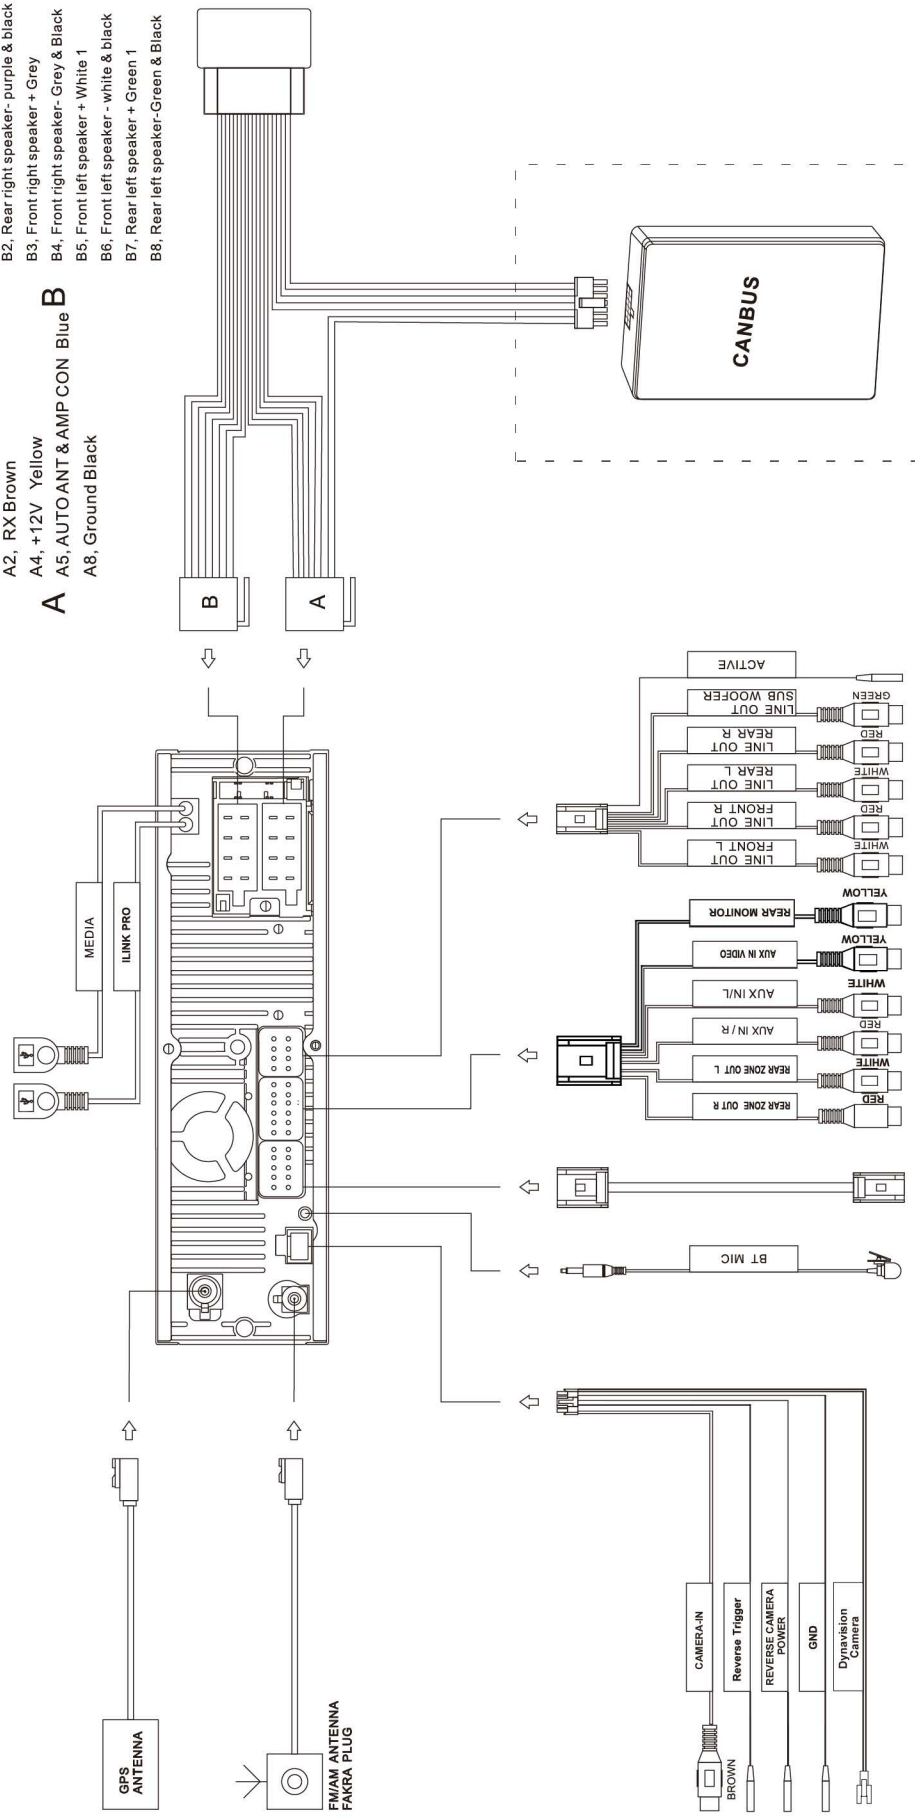 A2, RX Brown
A4, +12V Yellow
A5, AUTO ANT & AMP CON Blue
A8, Ground Black
A
B2, Rear right speaker- purple & black
B3, Front right speaker + Grey
B4, Front right speaker- Grey & Black
B5, Front left speaker + White 1
B6, Front left speaker - white & black
B7, Rear left speaker + Green 1
B8, Rear left speaker-Green & Black
B
B
A
CANBUS
MEDIA
ILINK PRO
GPS
ANTENNA
FM/AM ANTENNA
FAKRA PLUG
ACTIVE
LINE OUT
SUB WOOFER
GREEN
LINE OUT
REAR R
RED
LINE OUT
REAR L
WHITE
LINE OUT
FRONT R
RED
LINE OUT
FRONT L
WHITE
REAR MONITOR
YELLOW
AUX IN VIDEO
YELLOW
AUX IN/L
WHITE
AUX IN / R
RED
REAR ZONE OUT L
WHITE
REAR ZONE OUT R
RED
BT MIC
CAMERA-IN
BROWN
Reverse Trigger
REVERSE CAMERA
POWER
GND
Dynavision
Camera